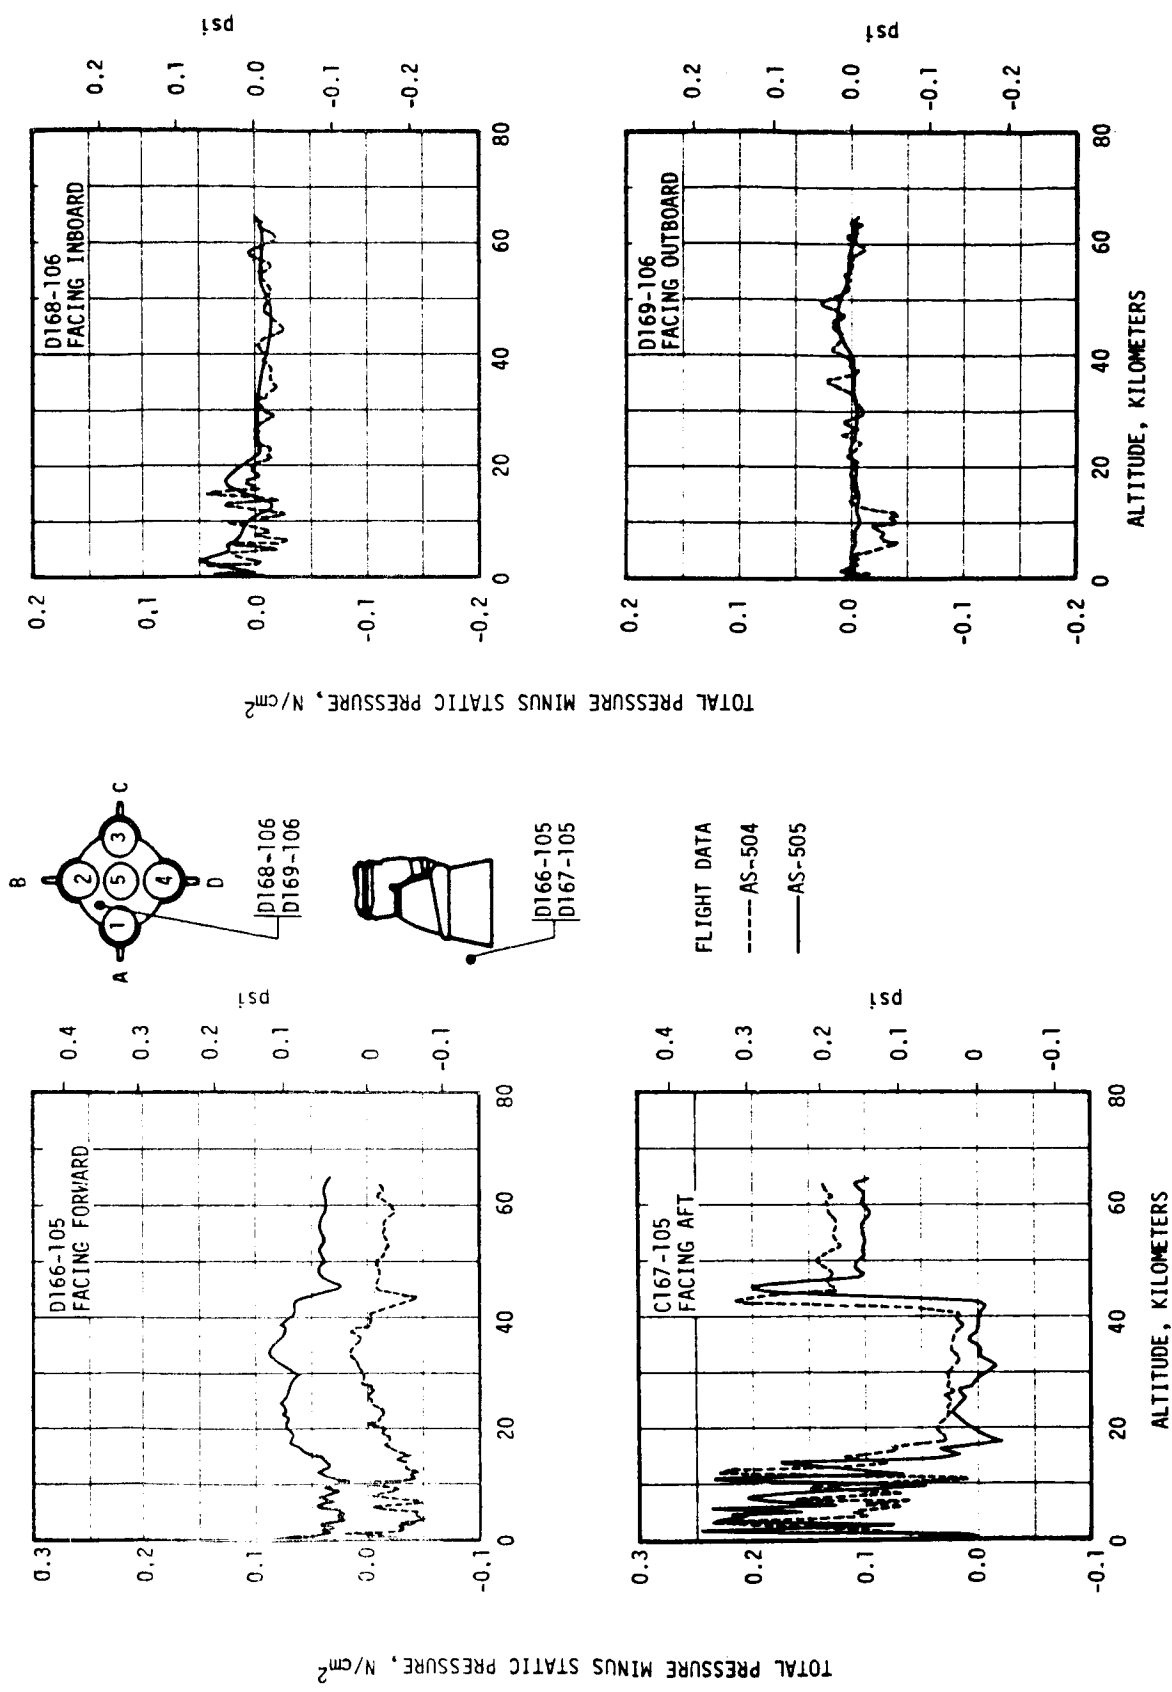 D166-105
FACING FORWARD
0.3
0.2
0.1
0.0
-0.1
0
20
40
60
80
0.4
0.3
0.2
0.1
0
-0.1
psi
B
A
C
D
1
2
3
4
5
D168-106
D169-106
D166-105
D167-105
FLIGHT DATA
AS-504
AS-505
D168-106
FACING INBOARD
0.2
0.1
0.0
-0.1
-0.2
0
20
40
60
80
0.2
0.0
-0.1
-0.2
psi
TOTAL PRESSURE MINUS STATIC PRESSURE, N/cm²
C167-105
FACING AFT
0.3
0.2
0.1
0.0
-0.1
0
20
40
60
80
0.4
0.3
0.2
0.1
0
-0.1
psi
ALTITUDE, KILOMETERS
TOTAL PRESSURE MINUS STATIC PRESSURE, N/cm²
D169-106
FACING OUTBOARD
0.2
0.1
0.0
-0.1
-0.2
0
20
40
60
80
0.2
0.0
-0.1
-0.2
psi
ALTITUDE, KILOMETERS